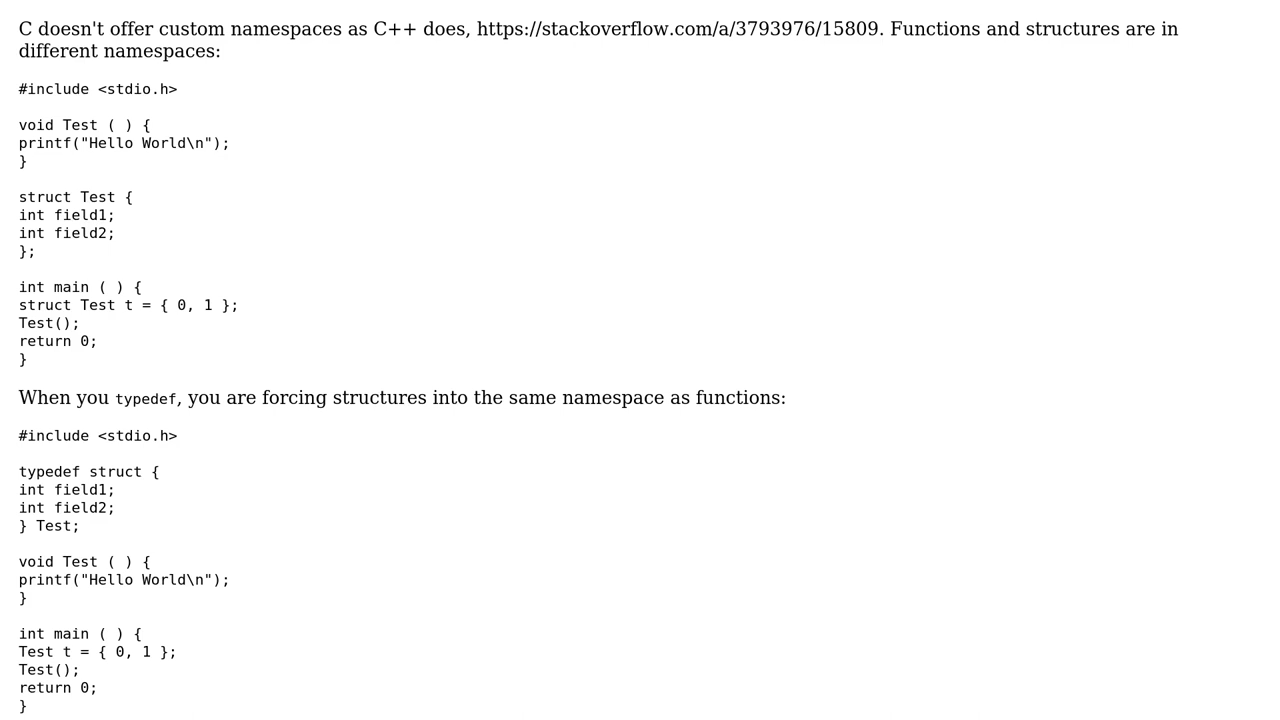 C doesn't offer custom namespaces as C++ does, https://stackoverflow.com/a/3793976/15809. Functions and structures are in
different namespaces:
#include <stdio.h>
void Test ( ) {
printf("Hello World\n");
}
struct Test {
int field1;
int field2;
};
int main ( ) {
struct Test t = { 0, 1 };
Test();
return 0;
}
When you typedef, you are forcing structures into the same namespace as functions:
#include <stdio.h>
typedef struct {
int field1;
int field2;
} Test;
void Test ( ) {
printf("Hello World\n");
}
int main ( ) {
Test t = { 0, 1 };
Test();
return 0;
}